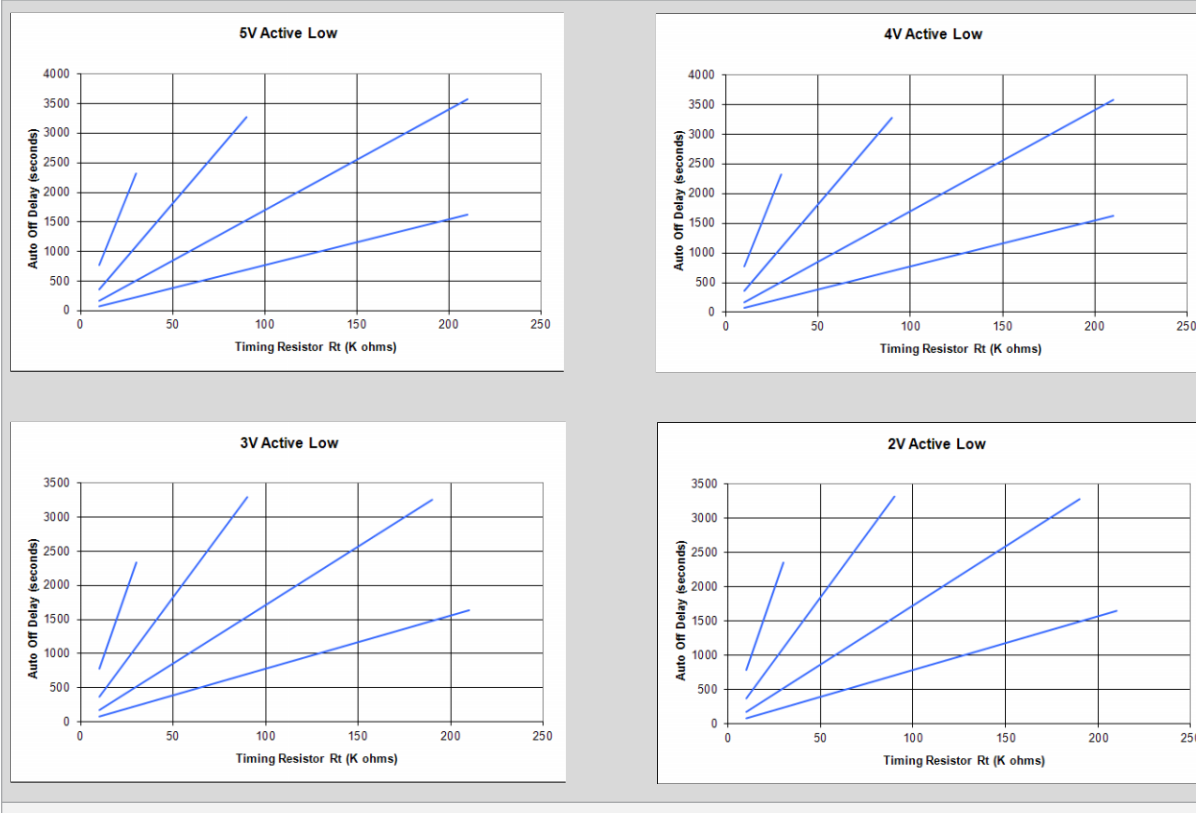 5V Active Low
4000
3500
3000
2500
2000
1500
1000
500
0
0 50 100 150 200 250
Auto Off Delay (seconds)
Timing Resistor Rt (K ohms)
4V Active Low
4000
3500
3000
2500
2000
1500
1000
500
0
0 50 100 150 200 250
Auto Off Delay (seconds)
Timing Resistor Rt (K ohms)
3V Active Low
3500
3000
2500
2000
1500
1000
500
0
0 50 100 150 200 250
Auto Off Delay (seconds)
Timing Resistor Rt (K ohms)
2V Active Low
3500
3000
2500
2000
1500
1000
500
0
0 50 100 150 200
Auto Off Delay (seconds)
Timing Resistor Rt (K ohms)